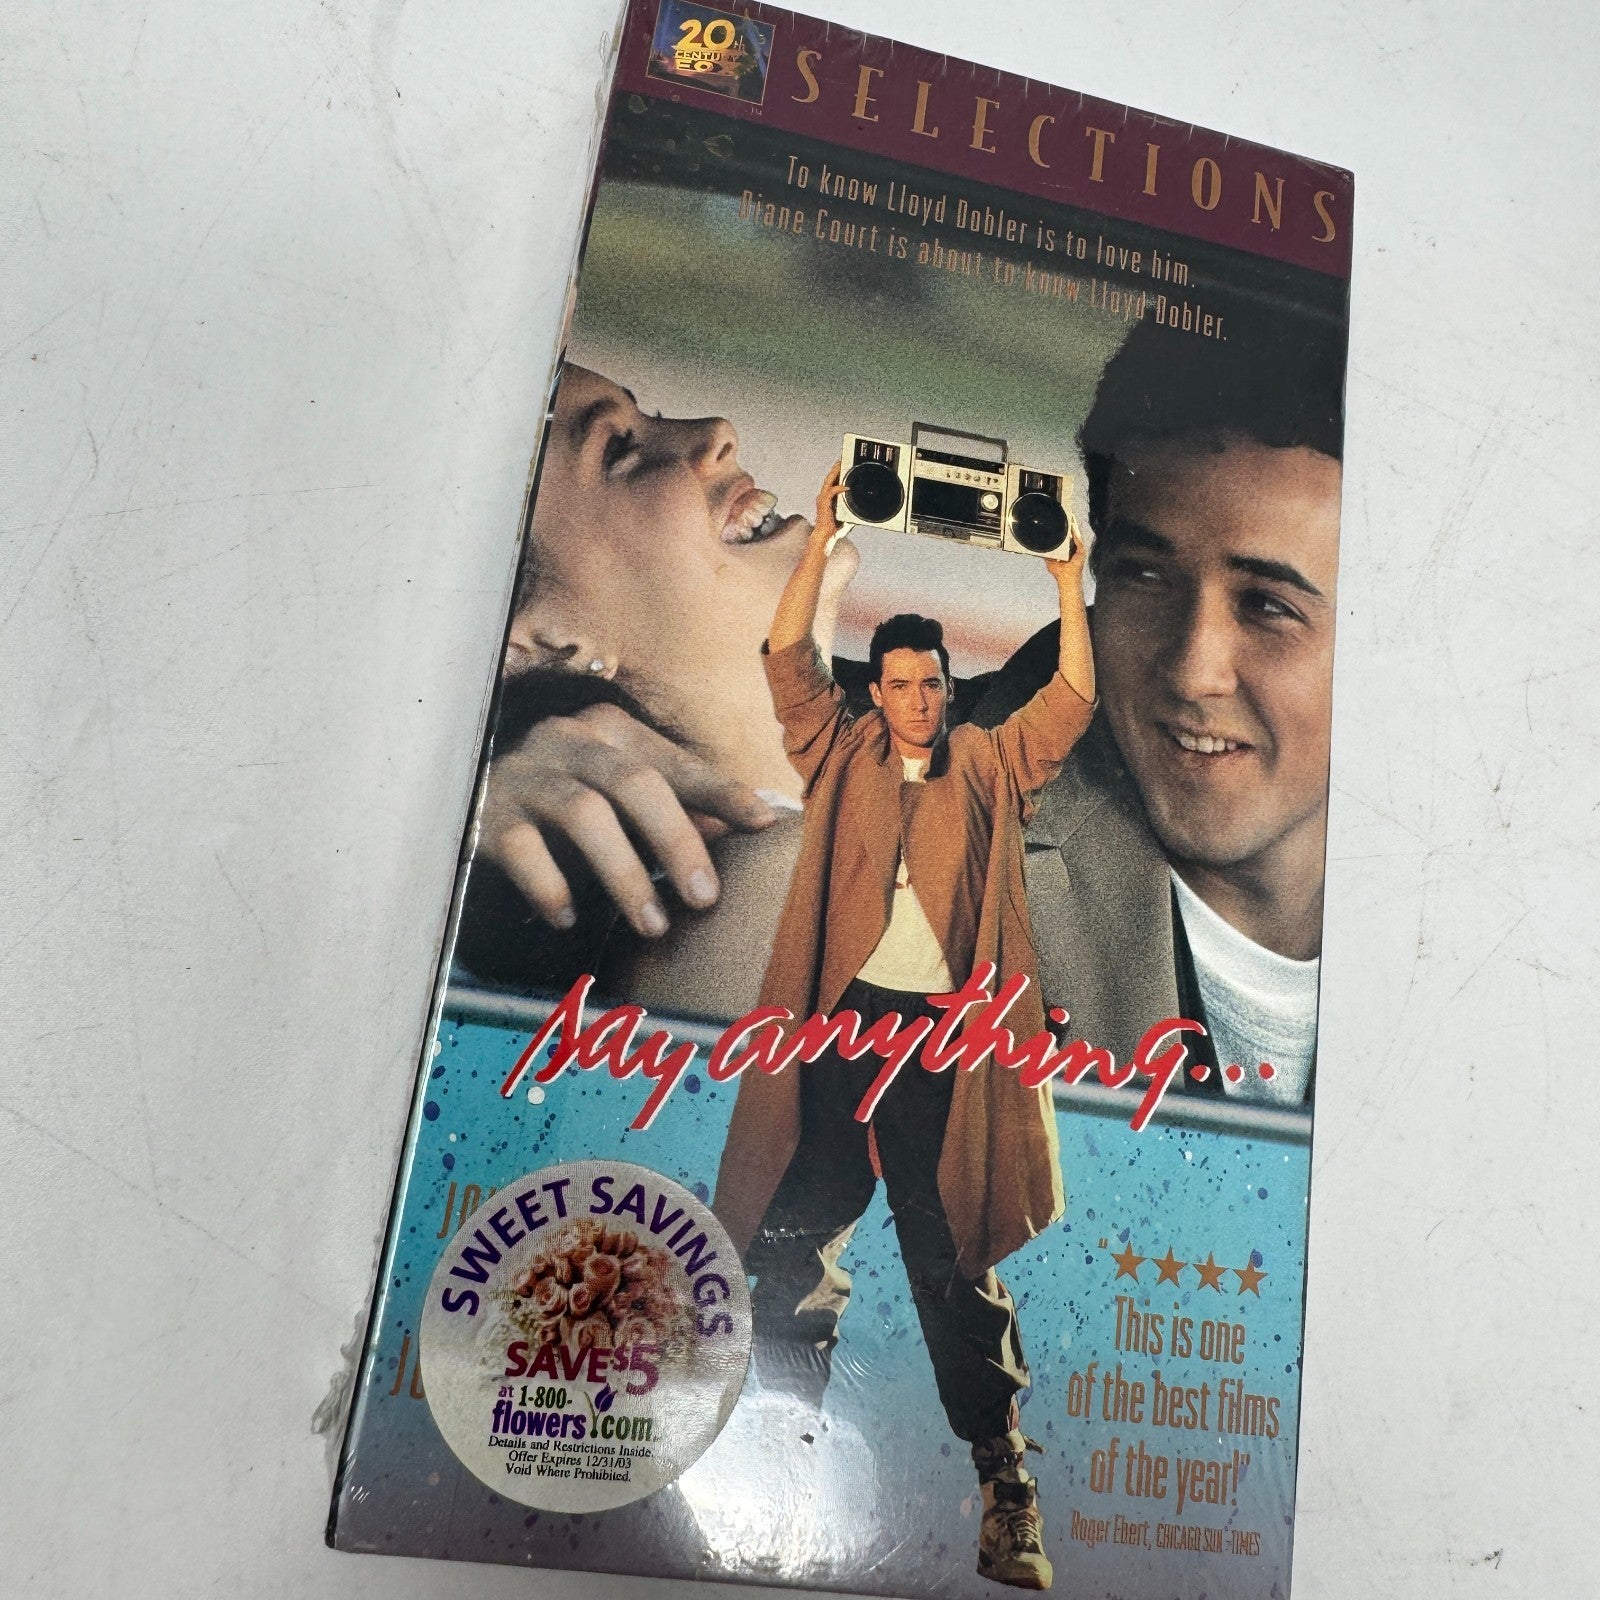 20th
CENTURY
FOX
TM
SELECTIONS
To know Lloyd Dobler is to love him.
Diane Court is about to know Lloyd Dobler.
say anything...
SWEET SAVINGS
SAVE $5
at 1-800-
flowers.com
Details and Restrictions Inside.
Offer Expires 12/31/03
Void Where Prohibited.
"★★★★
"This is one
of the best films
of the year!"
Roger Ebert, CHICAGO SUN-TIMES